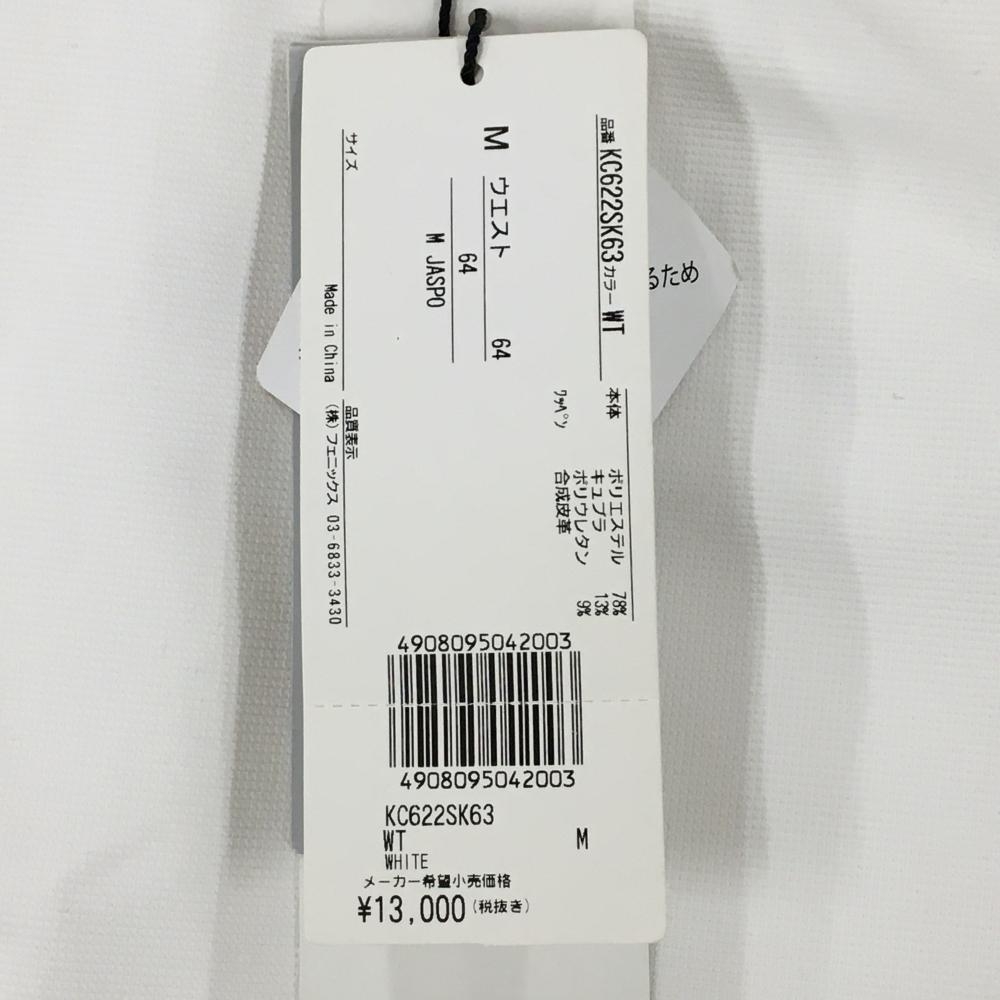 品番 KC622SK63 カラー WT
M ウエスト 64
64
M JASPO
サイズ
本体 ポリエステル 78%
キュプラ 13%
ポリウレタン 9%
ワッペン 合成皮革
品質表示
Made in China (株)フェニックス 03-6833-3430
るため
4908095042003
4908095042003
KC622SK63
WT M
WHITE
メーカー希望小売価格
¥13,000(税抜き)